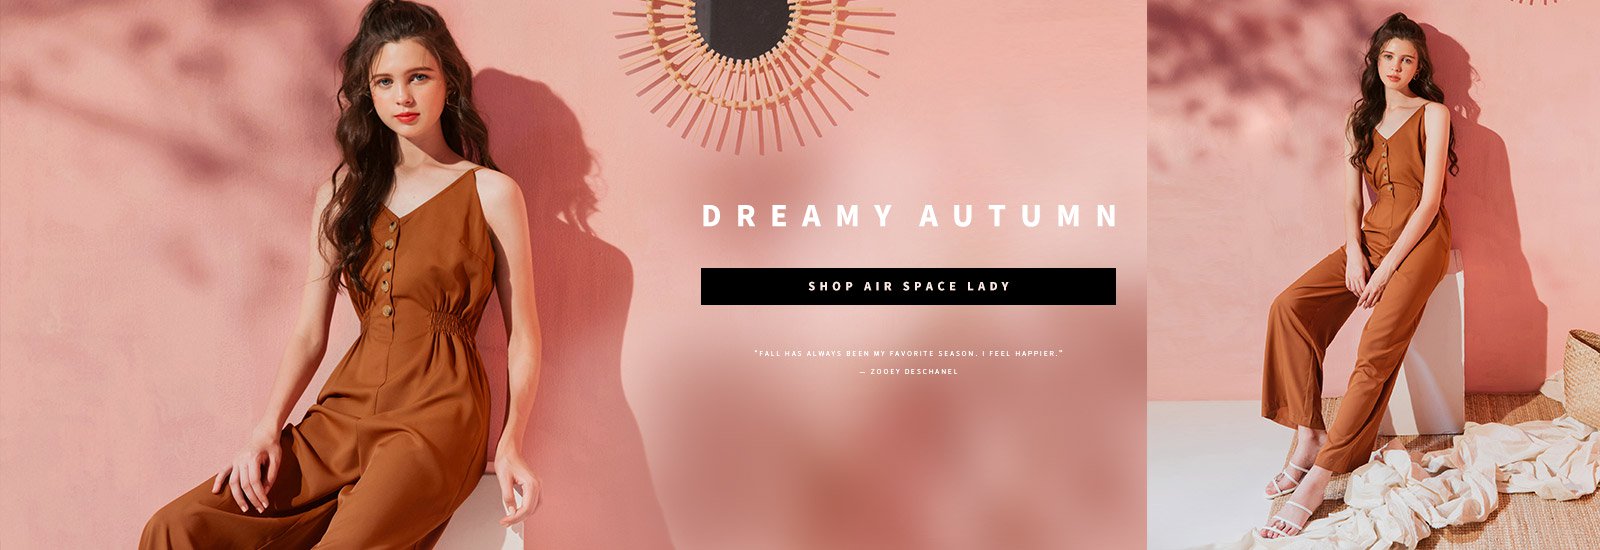 DREAMY AUTUMN
SHOP AIR SPACE LADY
"FALL HAS ALWAYS BEEN MY FAVORITE SEASON. I FEEL HAPPIER."
— ZOOEY DESCHANEL